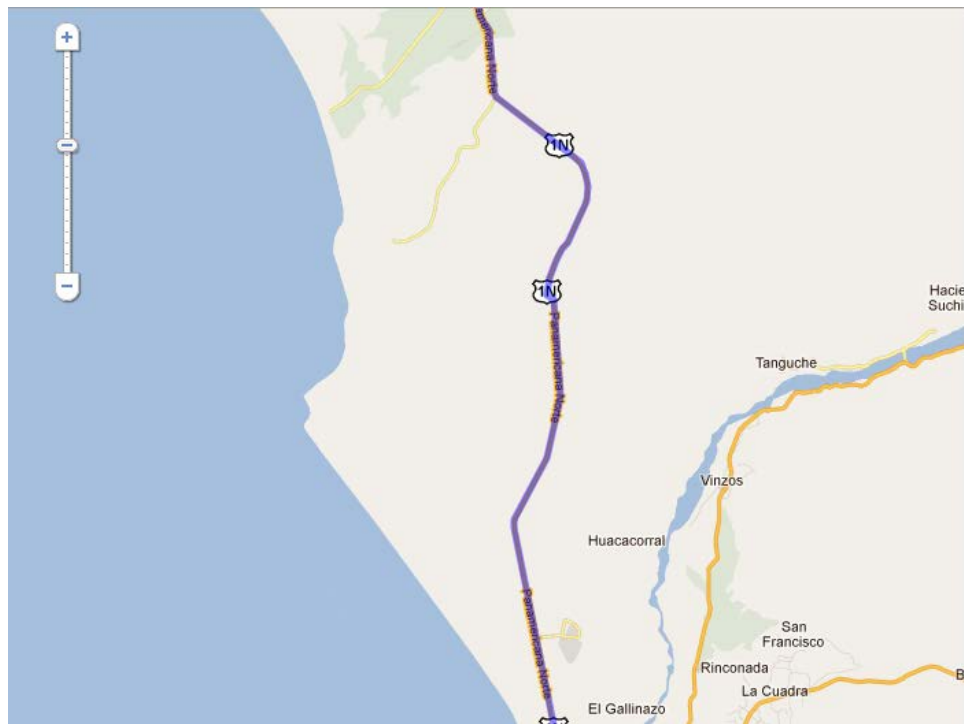 americana Norte
1N
1N
Panamericana Norte
Hacie
Suchi
Tanguche
Vinzos
Huacacorral
Panamericana Norte
San
Francisco
Rinconada
La Cuadra
B
El Gallinazo